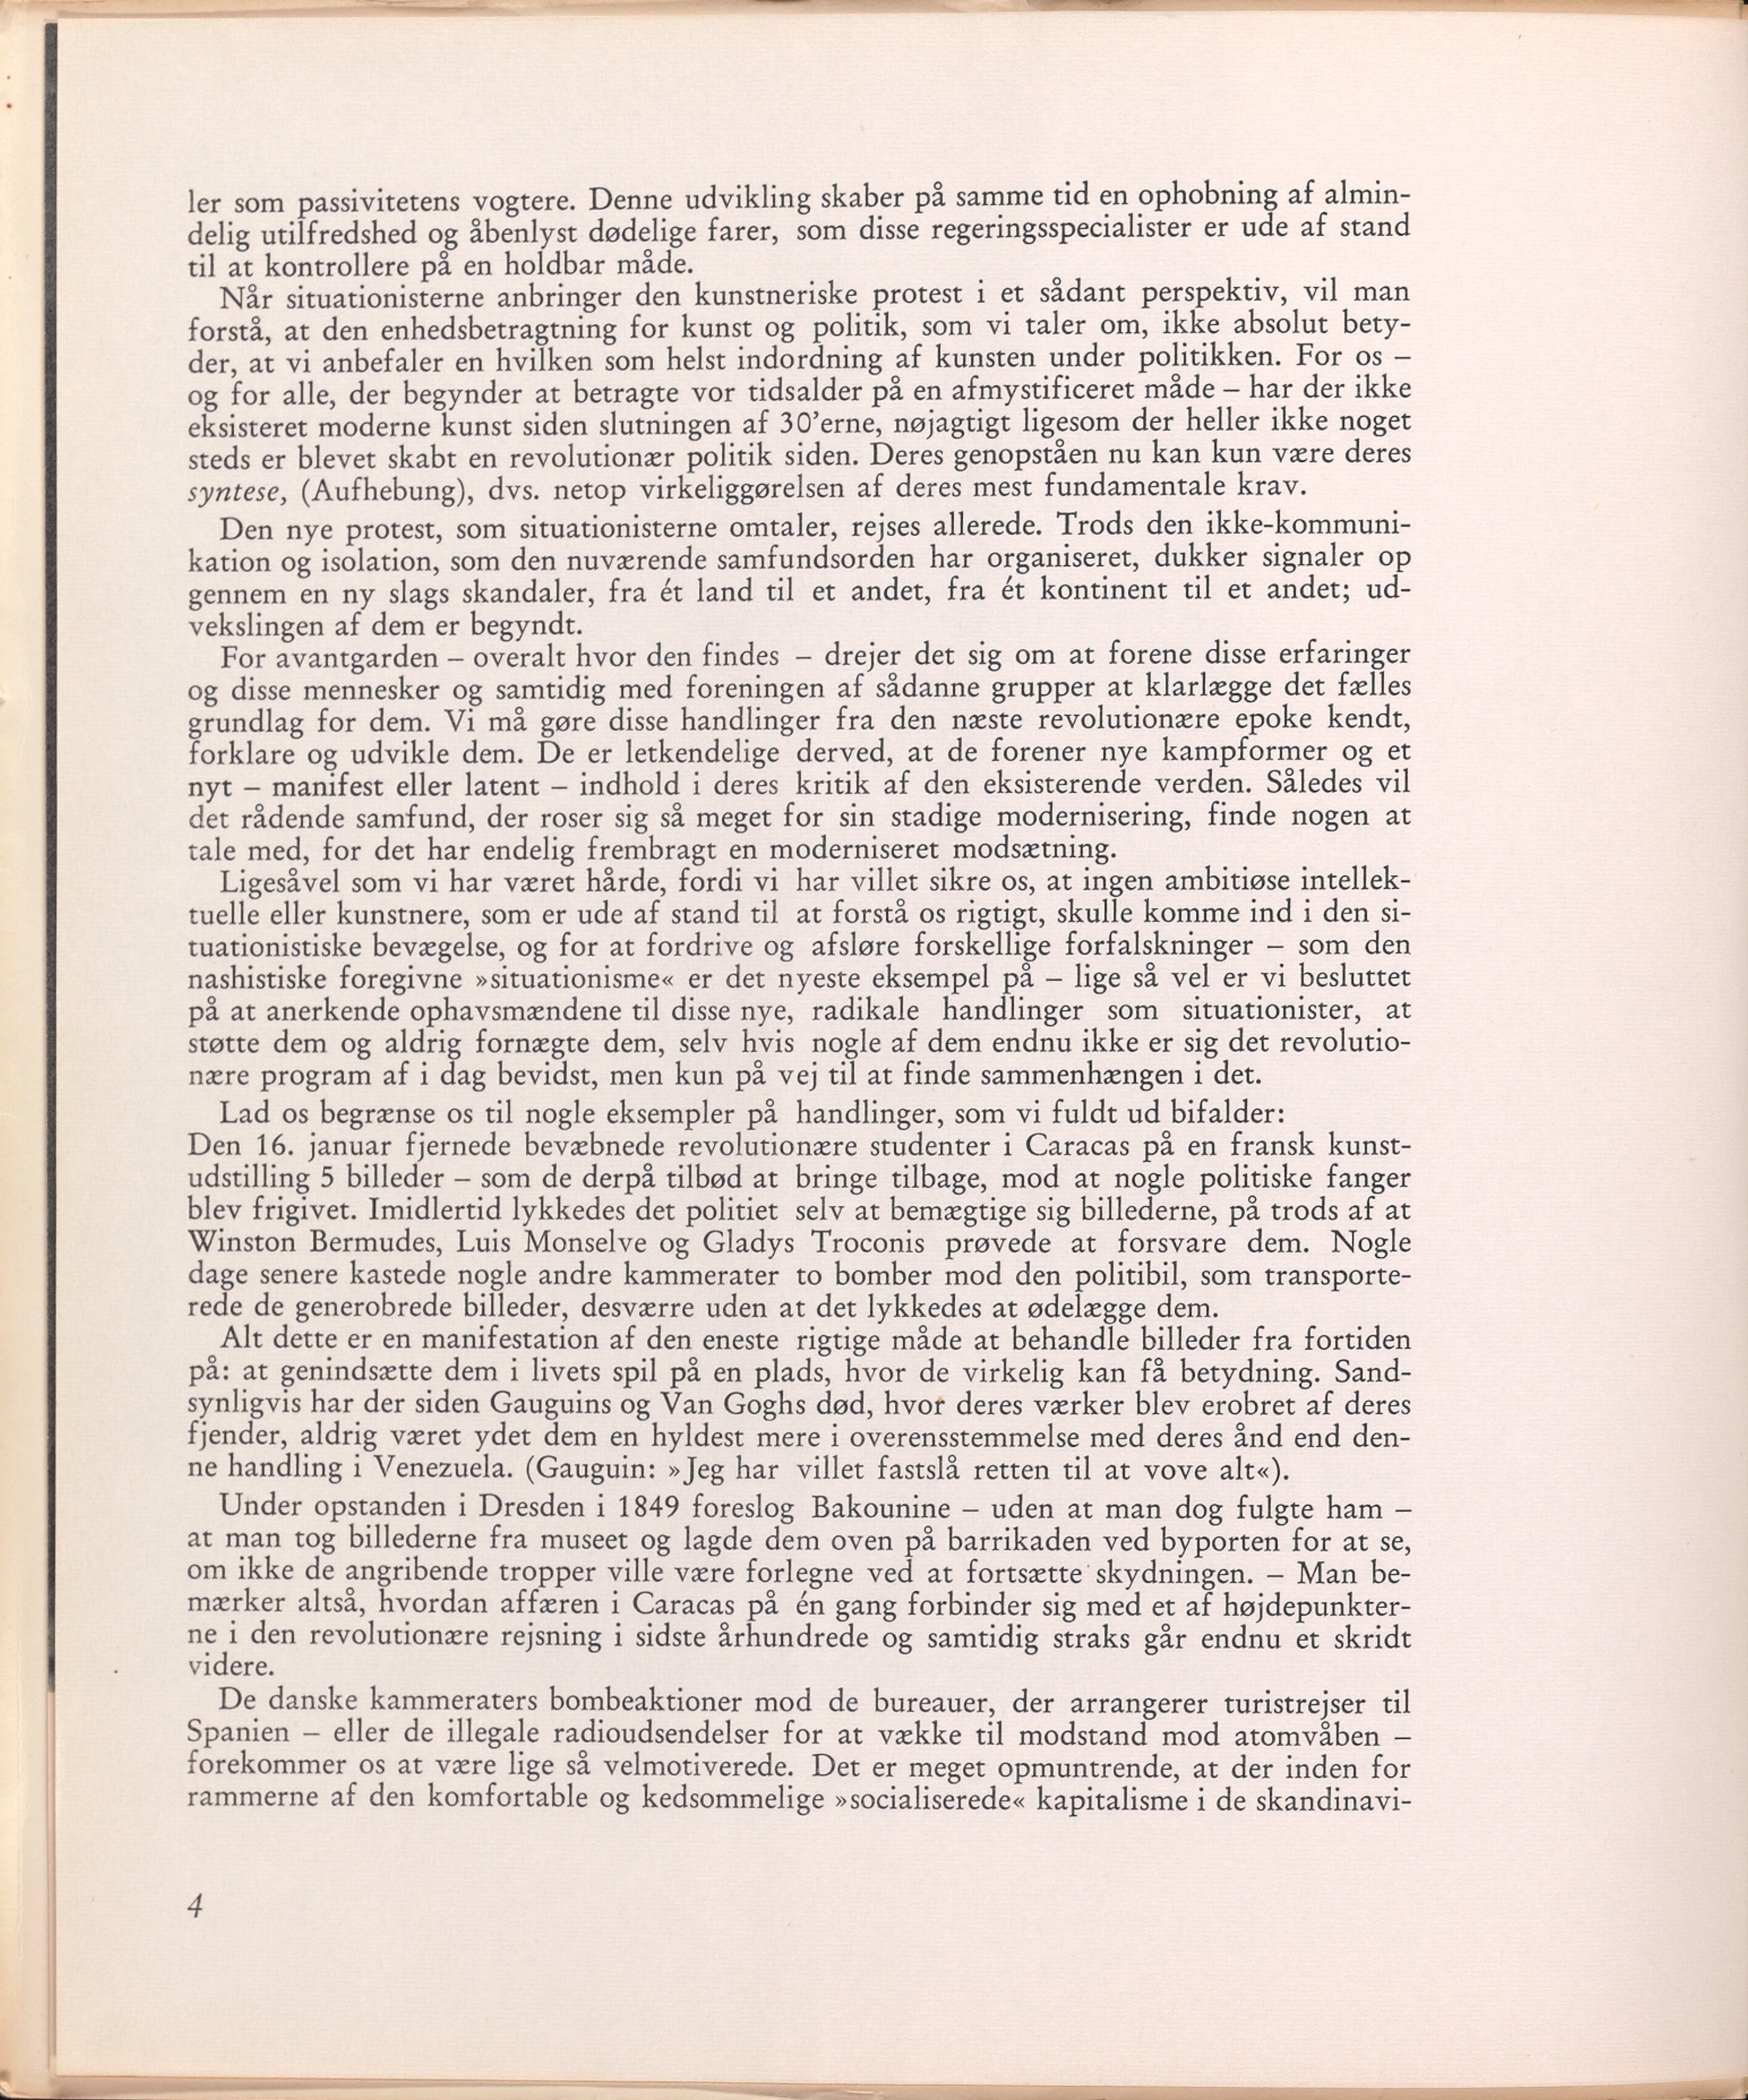 ler som passivitetens vogtere. Denne udvikling skaber på samme tid en ophobning af almin-
delig utilfredshed og åbenlyst dødelige farer, som disse regeringsspecialister er ude af stand
til at kontrollere på en holdbar måde.
Når situationisterne anbringer den kunstneriske protest i et sådant perspektiv, vil man
forstå, at den enhedsbetragtning for kunst og politik, som vi taler om, ikke absolut bety-
der, at vi anbefaler en hvilken som helst indordning af kunsten under politikken. For os –
og for alle, der begynder at betragte vor tidsalder på en afmystificeret måde – har der ikke
eksisteret moderne kunst siden slutningen af 30'erne, nøjagtigt ligesom der heller ikke noget
steds er blevet skabt en revolutionær politik siden. Deres genopståen nu kan kun være deres
syntese, (Aufhebung), dvs. netop virkeliggørelsen af deres mest fundamentale krav.
Den nye protest, som situationisterne omtaler, rejses allerede. Trods den ikke-kommuni-
kation og isolation, som den nuværende samfundsorden har organiseret, dukker signaler op
gennem en ny slags skandaler, fra ét land til et andet, fra ét kontinent til et andet; ud-
vekslingen af dem er begyndt.
For avantgarden – overalt hvor den findes – drejer det sig om at forene disse erfaringer
og disse mennesker og samtidig med foreningen af sådanne grupper at klarlægge det fælles
grundlag for dem. Vi må gøre disse handlinger fra den næste revolutionære epoke kendt,
forklare og udvikle dem. De er letkendelige derved, at de forener nye kampformer og et
nyt – manifest eller latent – indhold i deres kritik af den eksisterende verden. Således vil
det rådende samfund, der roser sig så meget for sin stadige modernisering, finde nogen at
tale med, for det har endelig frembragt en moderniseret modsætning.
Ligesåvel som vi har været hårde, fordi vi har villet sikre os, at ingen ambitiøse intellek-
tuelle eller kunstnere, som er ude af stand til at forstå os rigtigt, skulle komme ind i den si-
tuationistiske bevægelse, og for at fordrive og afsløre forskellige forfalskninger – som den
nashistiske foregivne »situationisme« er det nyeste eksempel på – lige så vel er vi besluttet
på at anerkende ophavsmændene til disse nye, radikale handlinger som situationister, at
støtte dem og aldrig fornægte dem, selv hvis nogle af dem endnu ikke er sig det revolutio-
nære program af i dag bevidst, men kun på vej til at finde sammenhængen i det.
Lad os begrænse os til nogle eksempler på handlinger, som vi fuldt ud bifalder:
Den 16. januar fjernede bevæbnede revolutionære studenter i Caracas på en fransk kunst-
udstilling 5 billeder – som de derpå tilbød at bringe tilbage, mod at nogle politiske fanger
blev frigivet. Imidlertid lykkedes det politiet selv at bemægtige sig billederne, på trods af at
Winston Bermudes, Luis Monselve og Gladys Troconis prøvede at forsvare dem. Nogle
dage senere kastede nogle andre kammerater to bomber mod den politibil, som transporte-
rede de generobrede billeder, desværre uden at det lykkedes at ødelægge dem.
Alt dette er en manifestation af den eneste rigtige måde at behandle billeder fra fortiden
på: at genindsætte dem i livets spil på en plads, hvor de virkelig kan få betydning. Sand-
synligvis har der siden Gauguins og Van Goghs død, hvor deres værker blev erobret af deres
fjender, aldrig været ydet dem en hyldest mere i overensstemmelse med deres ånd end den-
ne handling i Venezuela. (Gauguin: »Jeg har villet fastslå retten til at vove alt«).
Under opstanden i Dresden i 1849 foreslog Bakounine – uden at man dog fulgte ham –
at man tog billederne fra museet og lagde dem oven på barrikaden ved byporten for at se,
om ikke de angribende tropper ville være forlegne ved at fortsætte skydningen. – Man be-
mærker altså, hvordan affæren i Caracas på én gang forbinder sig med et af højdepunkter-
ne i den revolutionære rejsning i sidste århundrede og samtidig straks går endnu et skridt
videre.
De danske kammeraters bombeaktioner mod de bureauer, der arrangerer turistrejser til
Spanien – eller de illegale radioudsendelser for at vække til modstand mod atomvåben –
forekommer os at være lige så velmotiverede. Det er meget opmuntrende, at der inden for
rammerne af den komfortable og kedsommelige »socialiserede« kapitalisme i de skandinavi-
4